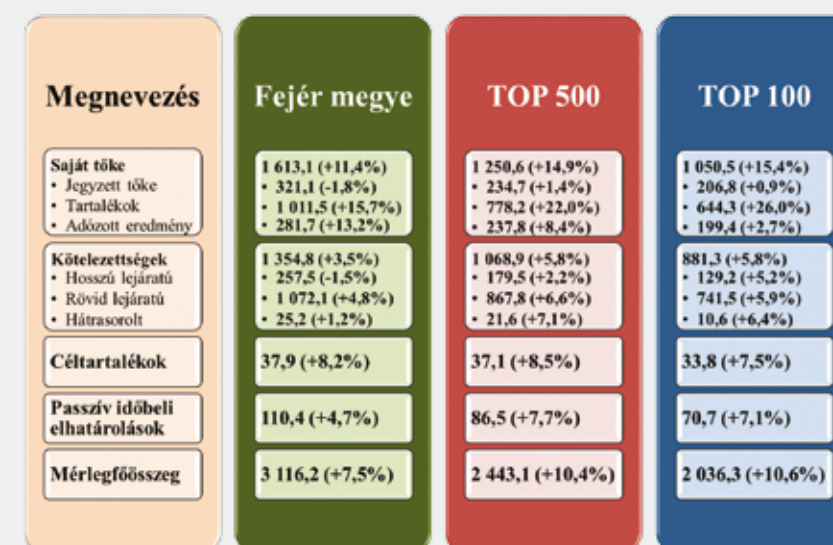 Megnevezés
Fejér megye
TOP 500
TOP 100
Saját tőke
• Jegyzett tőke
• Tartalékok
• Adózott eredmény
1 613,1 (+11,4%)
• 321,1 (-1,8%)
• 1 011,5 (+15,7%)
• 281,7 (+13,2%)
1 250,6 (+14,9%)
• 234,7 (+1,4%)
• 778,2 (+22,0%)
• 237,8 (+8,4%)
1 050,5 (+15,4%)
• 206,8 (+0,9%)
• 644,3 (+26,0%)
• 199,4 (+2,7%)
Kötelezettségek
• Hosszú lejáratú
• Rövid lejáratú
• Hátrasorolt
1 354,8 (+3,5%)
• 257,5 (-1,5%)
• 1 072,1 (+4,8%)
• 25,2 (+1,2%)
1 068,9 (+5,8%)
• 179,5 (+2,2%)
• 867,8 (+6,6%)
• 21,6 (+7,1%)
881,3 (+5,8%)
• 129,2 (+5,2%)
• 741,5 (+5,9%)
• 10,6 (+6,4%)
Céltartalékok
37,9 (+8,2%)
37,1 (+8,5%)
33,8 (+7,5%)
Passzív időbeli
elhatárolások
110,4 (+4,7%)
86,5 (+7,7%)
70,7 (+7,1%)
Mérlegfőösszeg
3 116,2 (+7,5%)
2 443,1 (+10,4%)
2 036,3 (+10,6%)